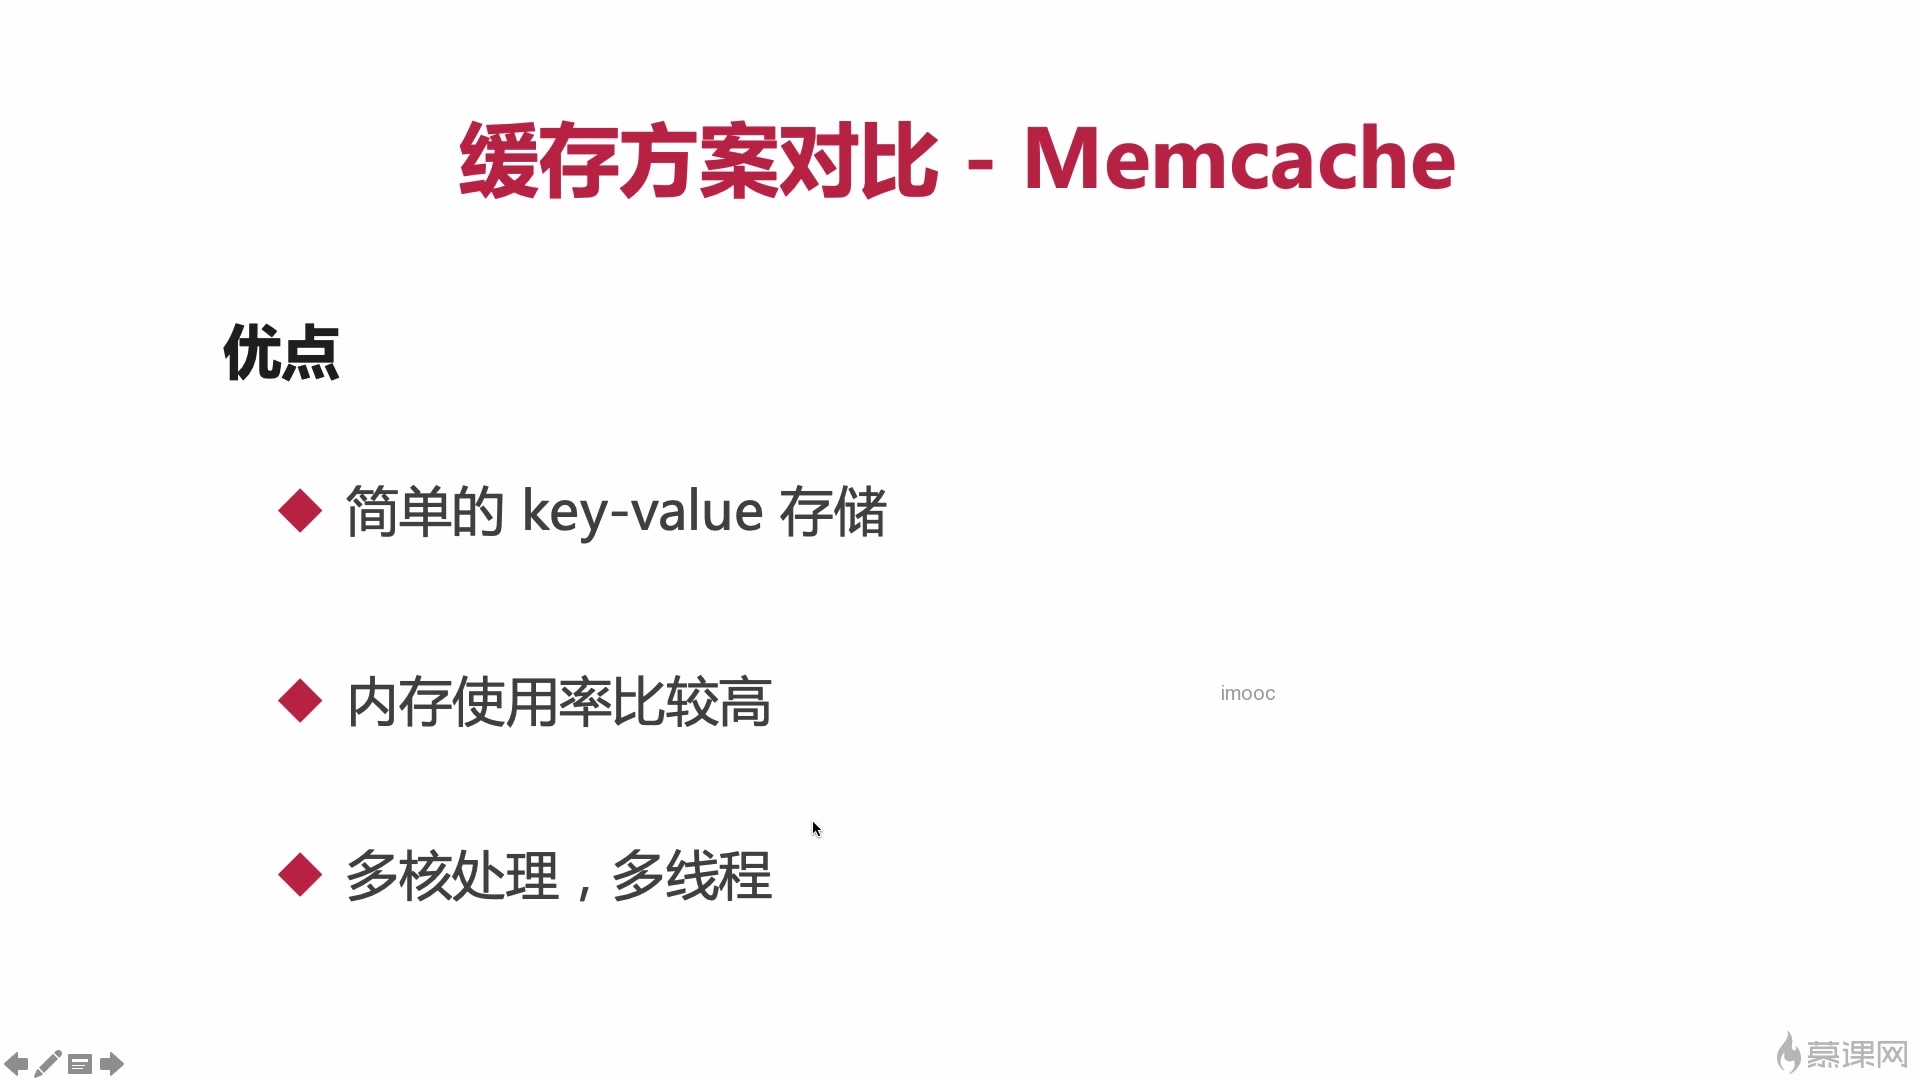 缓存方案对比 - Memcache
优点
简单的 key-value 存储
内存使用率比较高
imooc
多核处理，多线程
慕课网